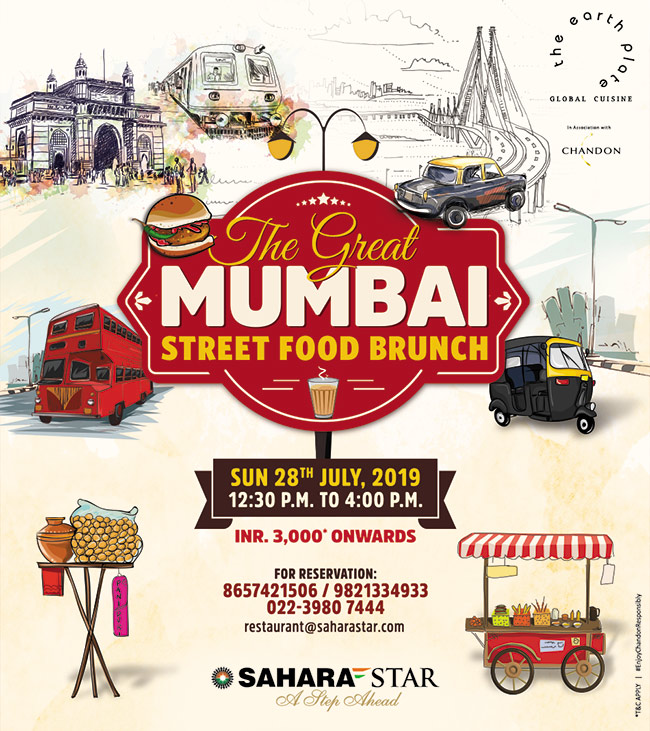 the earth plate
GLOBAL CUISINE
In Association with
CHANDON
The Great
MUMBAI
STREET FOOD BRUNCH
SUN 28TH JULY, 2019
12:30 P.M. TO 4:00 P.M.
INR. 3,000* ONWARDS
FOR RESERVATION:
8657421506 / 9821334933
022-3980 7444
restaurant@saharastar.com
SAHARA STAR
A Step Ahead
*T&C APPLY | #EnjoyChandonResponsibly